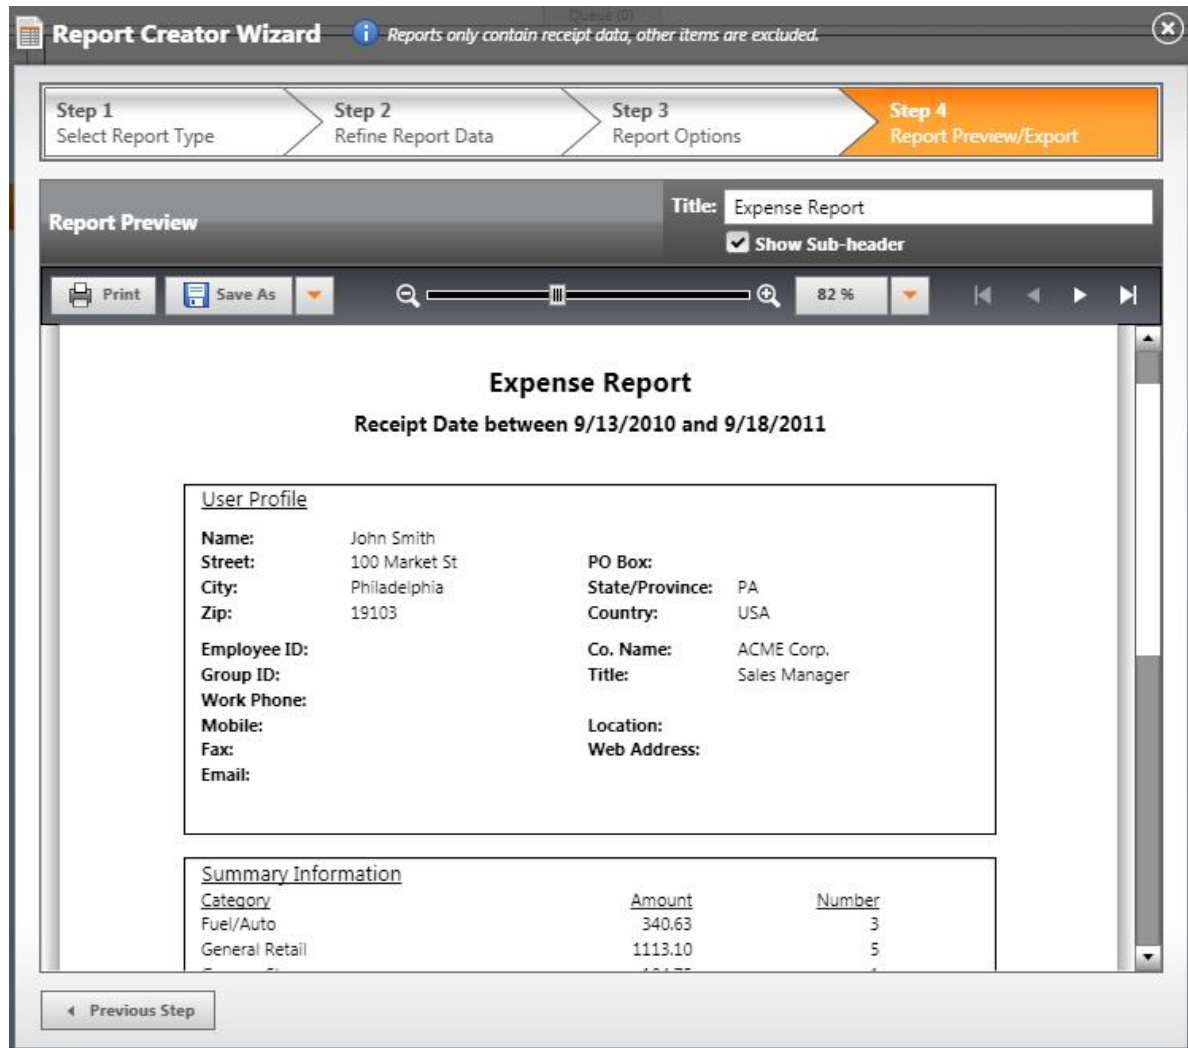 Queue (0)
Report Creator Wizard
Reports only contain receipt data, other items are excluded.
Step 1
Select Report Type
Step 2
Refine Report Data
Step 3
Report Options
Step 4
Report Preview/Export
Report Preview
Title: Expense Report
Show Sub-header
Print Save As 82 %
Expense Report
Receipt Date between 9/13/2010 and 9/18/2011
User Profile
Name: John Smith
Street: 100 Market St PO Box:
City: Philadelphia State/Province: PA
Zip: 19103 Country: USA
Employee ID: Co. Name: ACME Corp.
Group ID: Title: Sales Manager
Work Phone:
Mobile: Location:
Fax: Web Address:
Email:
Summary Information
Category Amount Number
Fuel/Auto 340.63 3
General Retail 1113.10 5
Previous Step